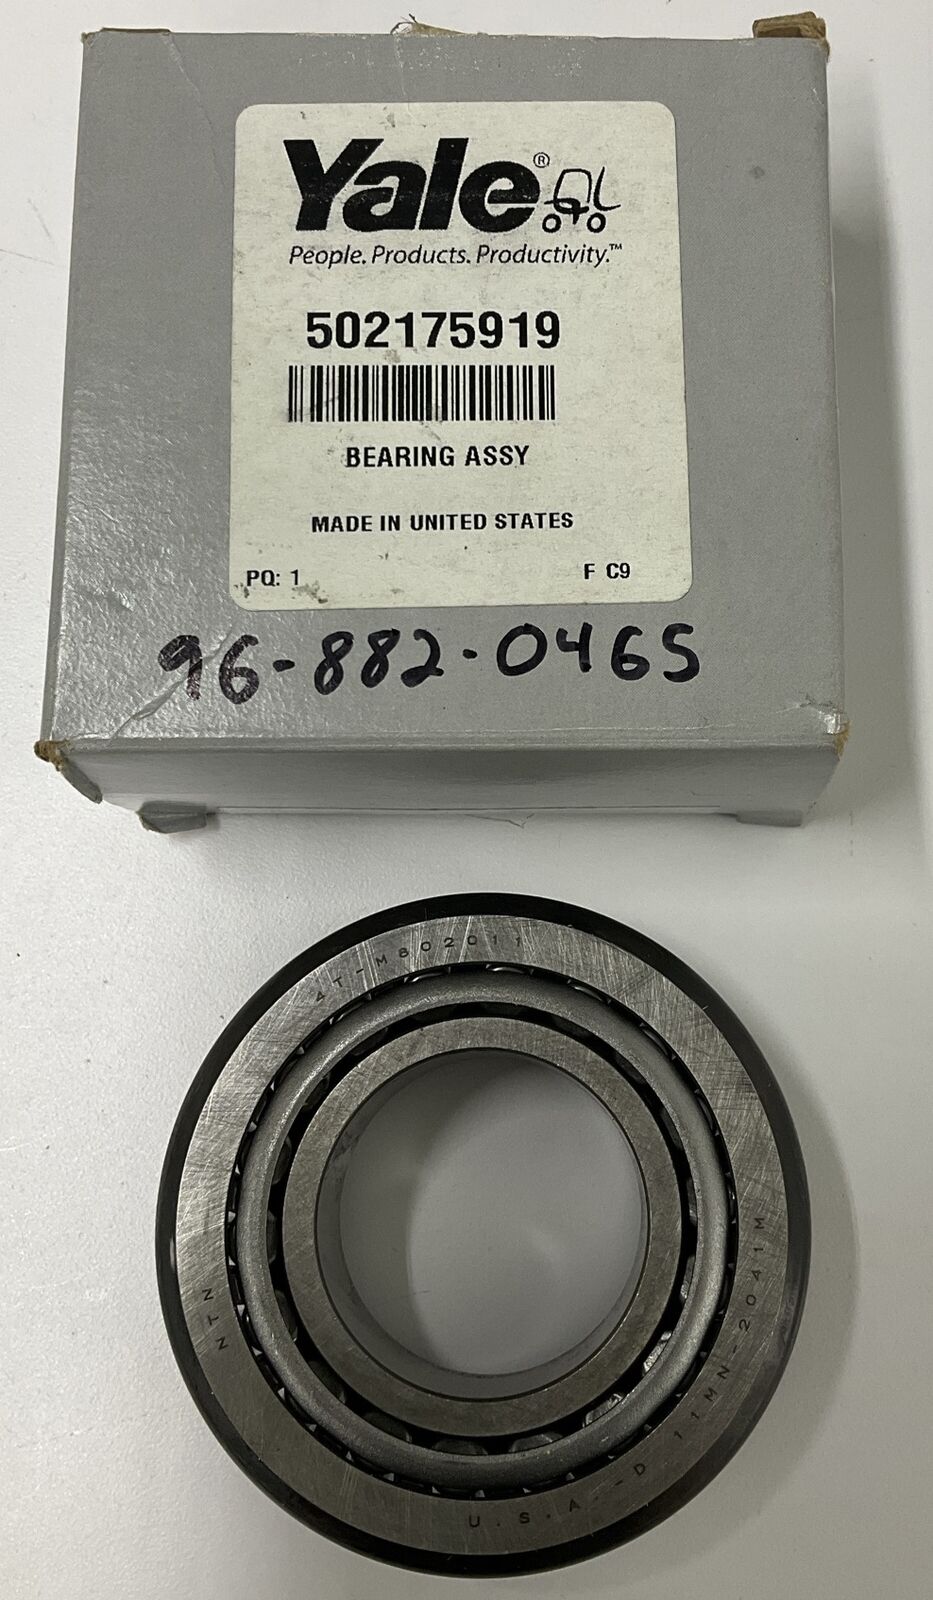 Yale®
People. Products. Productivity.™
502175919
BEARING ASSY
MADE IN UNITED STATES
PQ: 1 F C9
96-882-0465
4T-M802011
NTN
U.S.A.-D 11MN-2041M